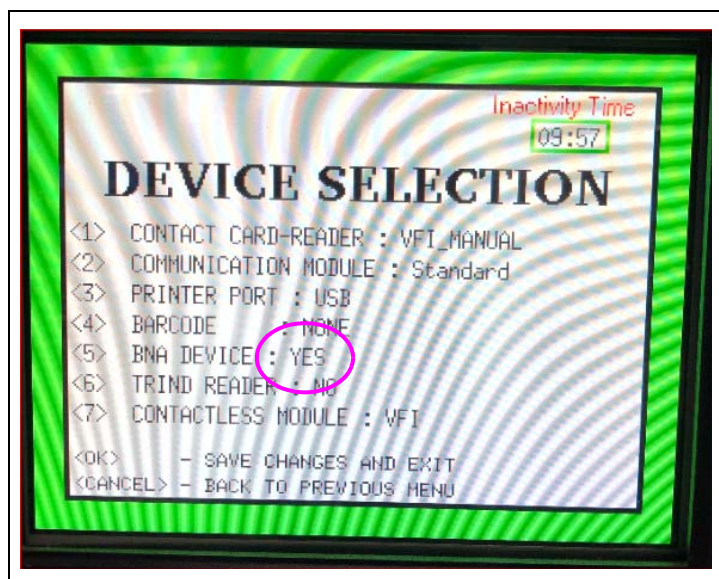 Inactivity Time
09:57
DEVICE SELECTION
<1> CONTACT CARD-READER : VFI_MANUAL
<2> COMMUNICATION MODULE : Standard
<3> PRINTER PORT : USB
<4> BARCODE : NONE
<5> BNA DEVICE : YES
<6> TRIND READER : NO
<7> CONTACTLESS MODULE : VFI
<OK> - SAVE CHANGES AND EXIT
<CANCEL> - BACK TO PREVIOUS MENU